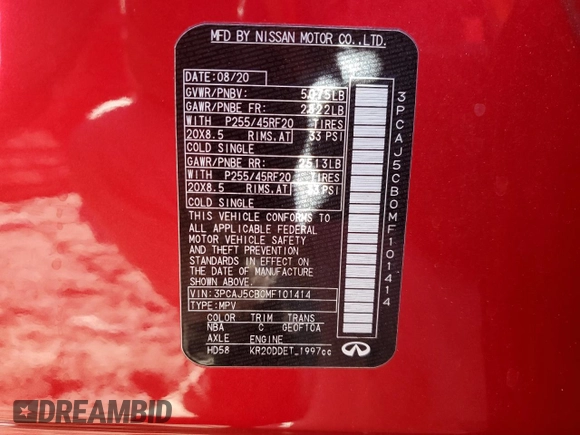 MFD BY NISSAN MOTOR CO.,LTD.
DATE:08/20
GVWR/PNBV: 5075LB
GAWR/PNBE FR: 2322LB
WITH P255/45RF20 TIRES
20X8.5 RIMS.AT 33 PSI
COLD SINGLE
GAWR/PNBE RR: 2513LB
WITH P255/45RF20 TIRES
20X8.5 RIMS.AT 33 PSI
COLD SINGLE
THIS VEHICLE CONFORMS TO
ALL APPLICABLE FEDERAL
MOTOR VEHICLE SAFETY
AND THEFT PREVENTION
STANDARDS IN EFFECT ON
THE DATE OF MANUFACTURE
SHOWN ABOVE.
VIN:3PCAJ5CB0MF101414
TYPE:MPV
COLOR TRIM TRANS
NBA C GE0F10A
AXLE ENGINE
HD58 KR20DDET_1997cc
3PCAJ5CB0MF101414
DREAMBID